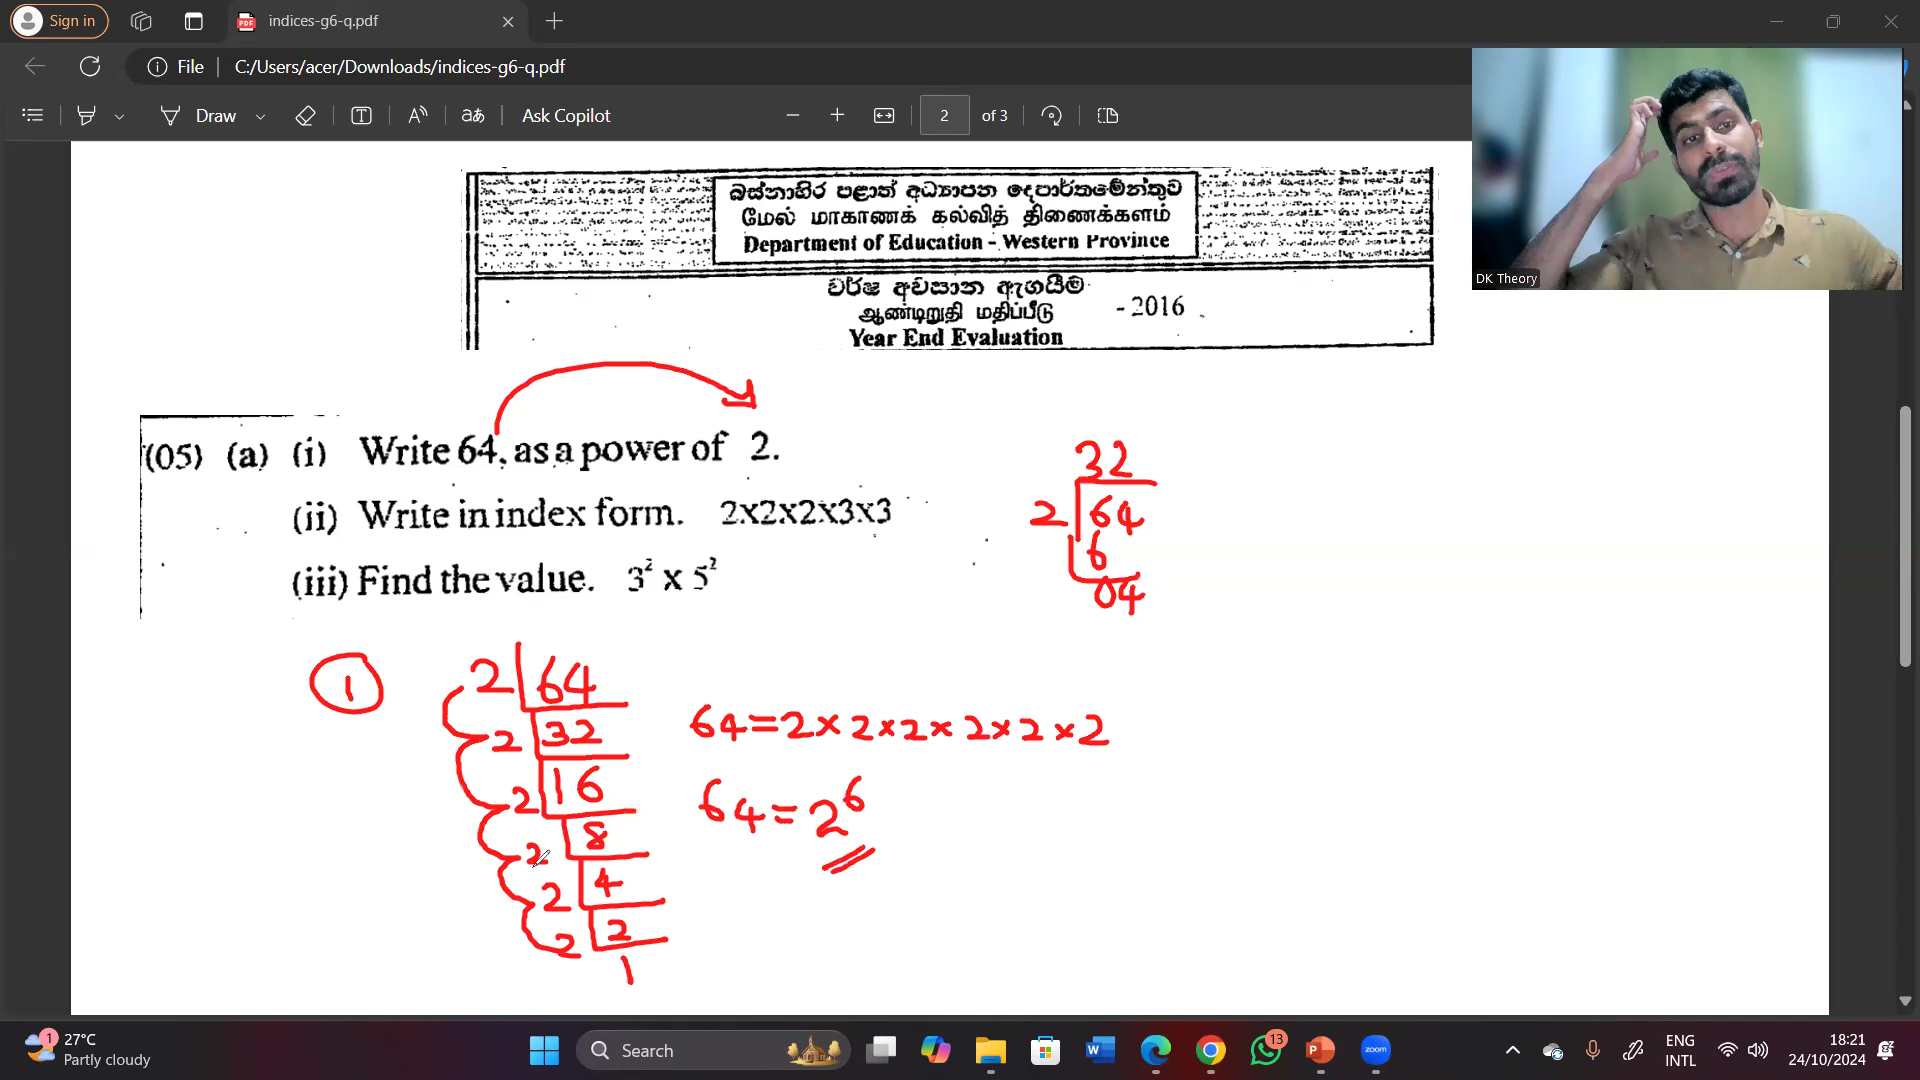 Sign in
indices-g6-q.pdf
File
C:/Users/acer/Downloads/indices-g6-q.pdf
Draw
aあ
Ask Copilot
2 of 3
DK Theory
බස්නාහිර පළාත් අධ්‍යාපන දෙපාර්තමේන්තුව
மேல் மாகாணக் கல்வித் திணைக்களம்
Department of Education - Western Province
වර්ෂ අවසාන ඇගයීම
ஆண்டிறுதி மதிப்பீடு - 2016
Year End Evaluation
(05) (a) (i) Write 64, as a power of 2.
(ii) Write in index form. 2x2x2x3x3
(iii) Find the value. 3² x 5²
32
2 64
6
04
1
2 64
2 32
2 16
2 8
2 4
2 2
1
64=2×2×2×2×2×2
64=2⁶
1
27°C
Partly cloudy
Search
W
13
P
zoom
ENG
INTL
18:21
24/10/2024